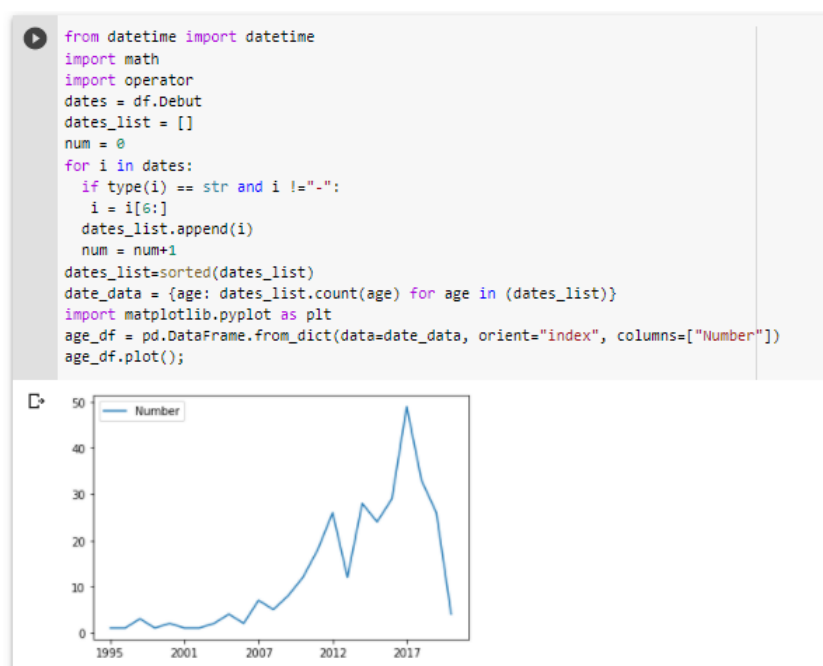 from datetime import datetime
import math
import operator
dates = df.Debut
dates_list = []
num = 0
for i in dates:
  if type(i) == str and i !="-":
   i = i[6:]
  dates_list.append(i)
  num = num+1
dates_list=sorted(dates_list)
date_data = {age: dates_list.count(age) for age in (dates_list)}
import matplotlib.pyplot as plt
age_df = pd.DataFrame.from_dict(data=date_data, orient="index", columns=["Number"])
age_df.plot();
50
Number
40
30
20
10
0
1995 2001 2007 2012 2017